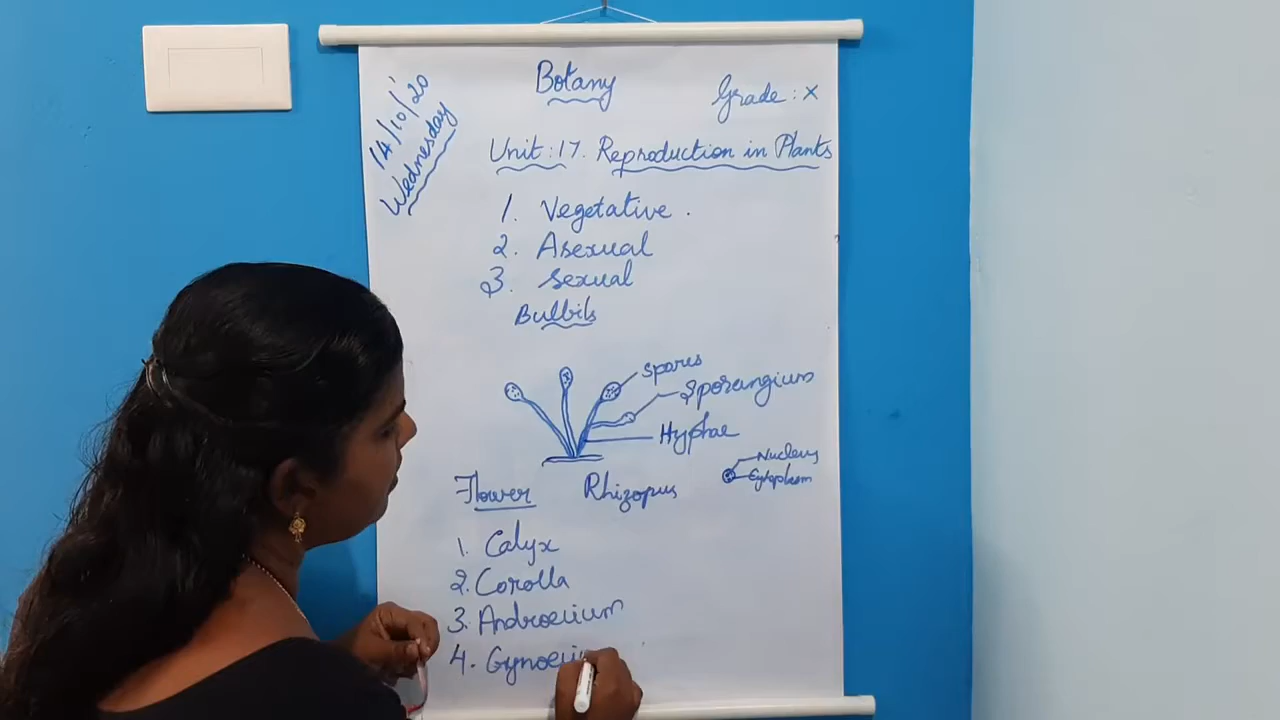 Botany
Grade : X
14/10/'20
Wednesday
Unit : 17. Reproduction in Plants
1. Vegetative .
2. Asexual
3. Sexual
Bulbils
Spores
Sporangium
Hyphae
Nucleus
Cytoplasm
Rhizopus
Flower
1. Calyx
2. Corolla
3. Androecium
4.